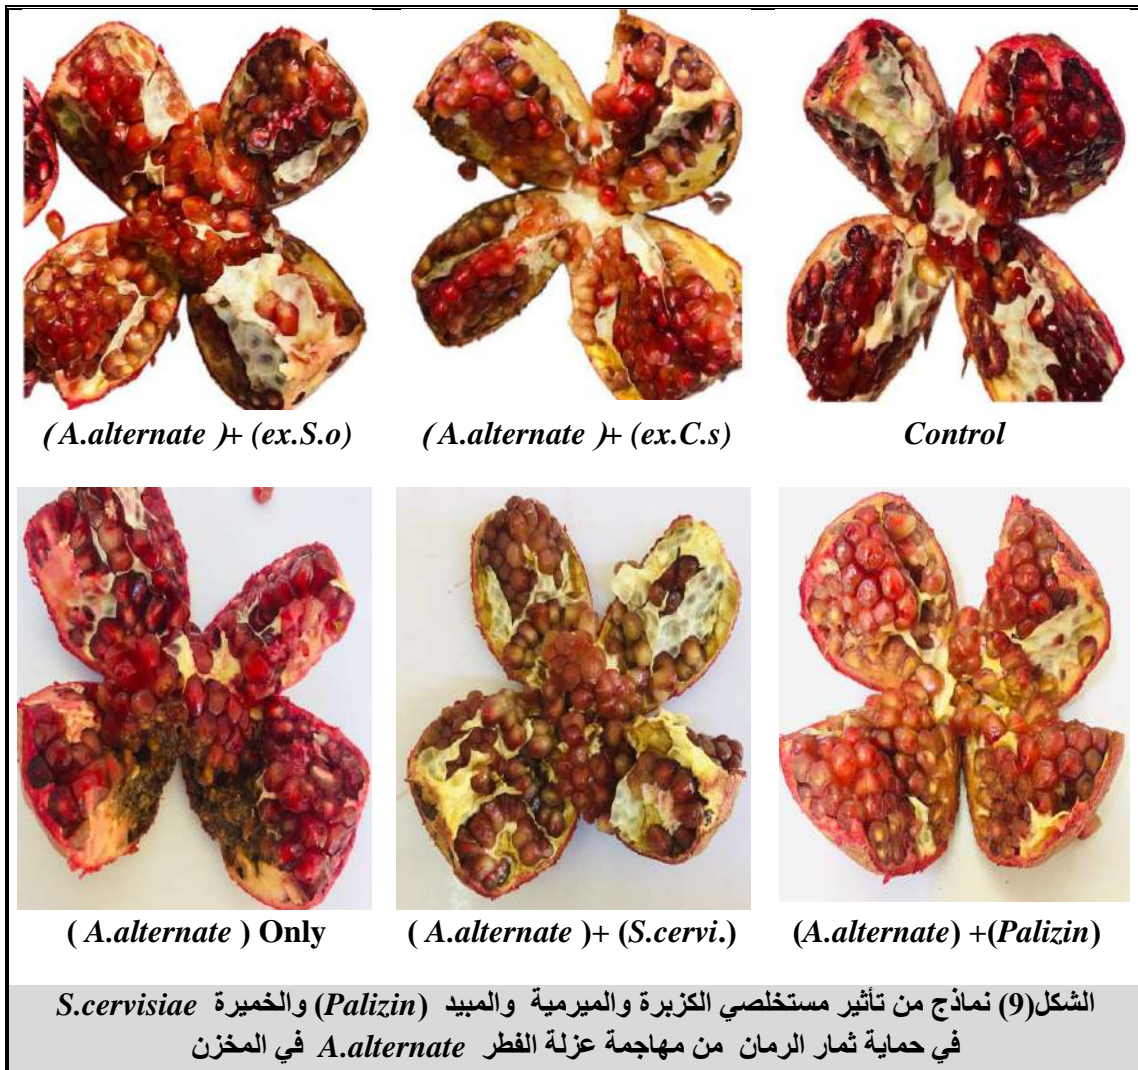 ( A.alternate )+ (ex.S.o)
( A.alternate )+ (ex.C.s)
Control
( A.alternate ) Only
( A.alternate )+ (S.cervi.)
(A.alternate) +(Palizin)
الشكل(9) نماذج من تأثير مستخلصي الكزبرة والميرمية والمبيد (Palizin) والخميرة S.cervisiae
في حماية ثمار الرمان من مهاجمة عزلة الفطر A.alternate في المخزن